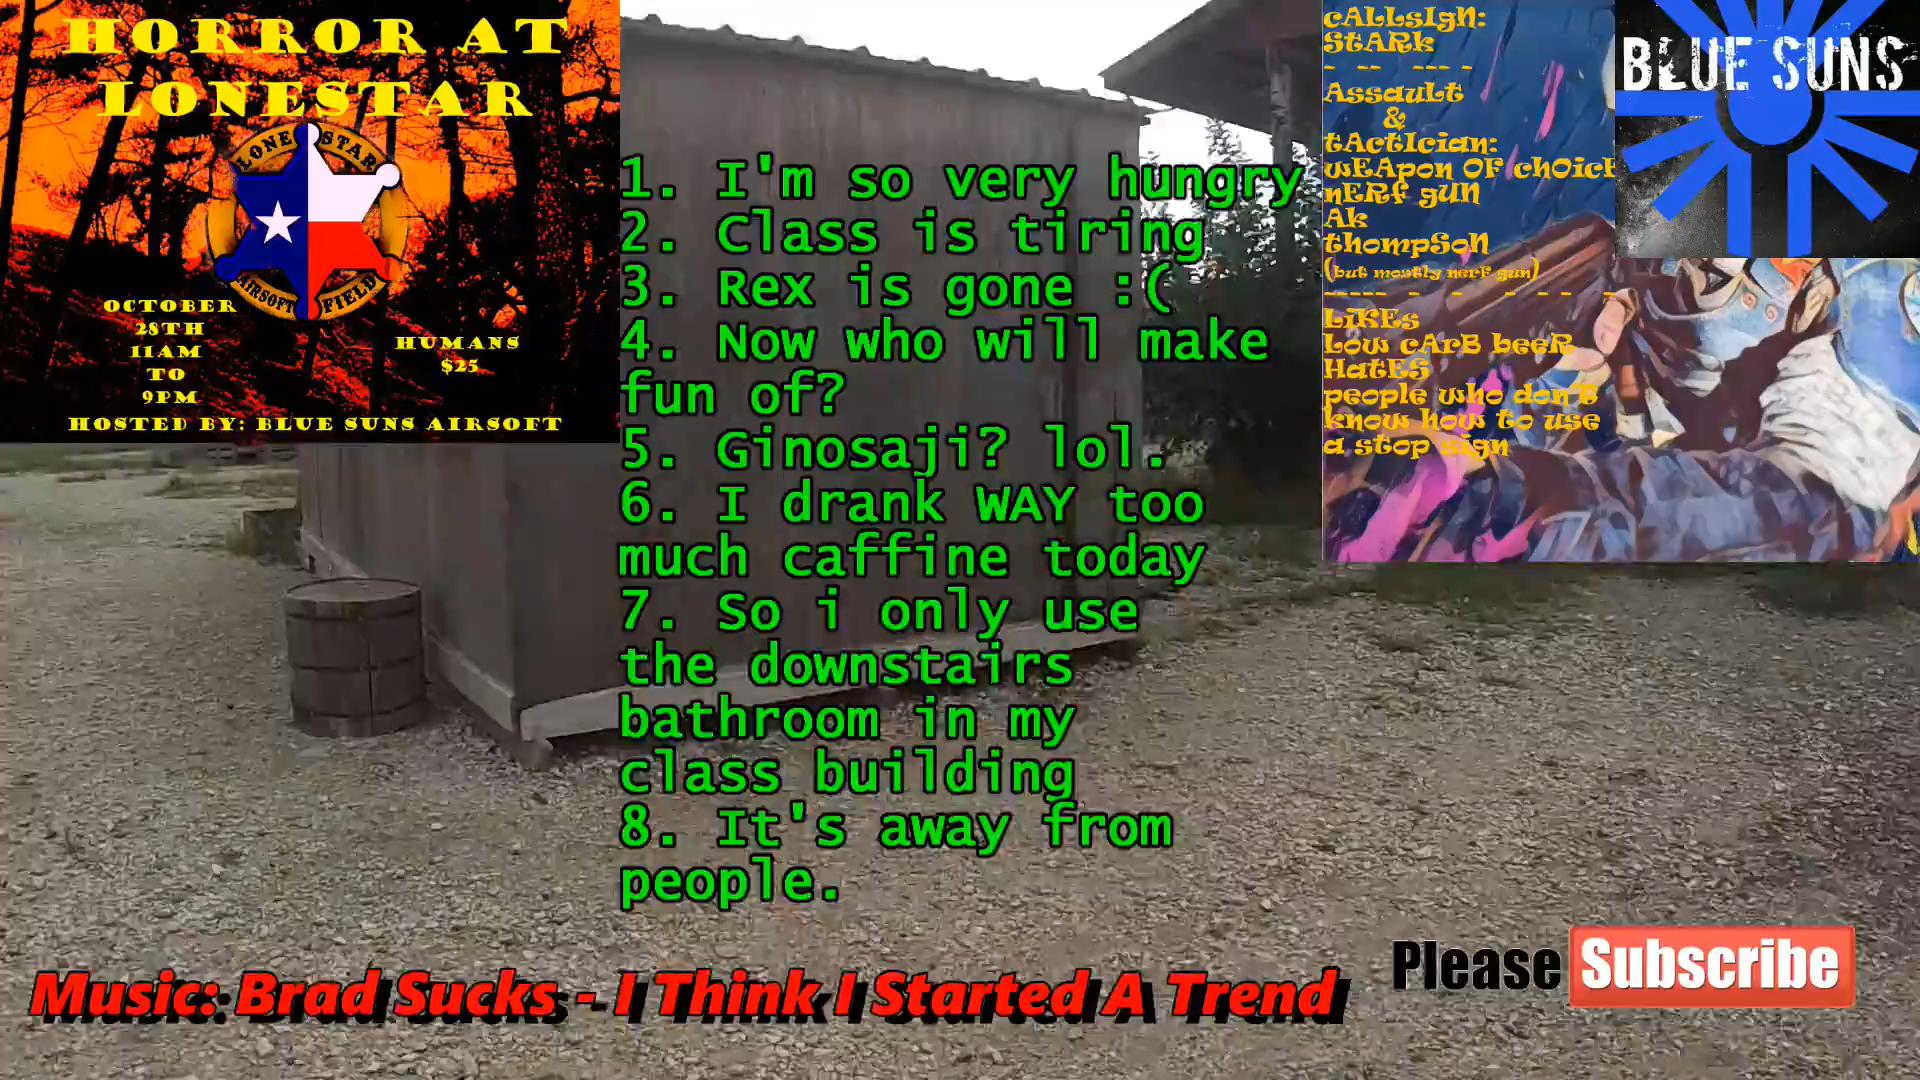 HORROR AT
LONESTAR
LONE STAR
AIRSOFT FIELD
OCTOBER
28TH
11AM
TO
9PM
HUMANS
$25
HOSTED BY: BLUE SUNS AIRSOFT
1. I'm so very hungry
2. Class is tiring
3. Rex is gone :(
4. Now who will make
fun of?
5. Ginosaji? lol.
6. I drank WAY too
much caffine today
7. So i only use
the downstairs
bathroom in my
class building
8. It's away from
people.
cALLsIgN:
StARk
- - -- --- - -
AssauLt
&
tActIcian:
wEApon OF chOicE
nERf gUN
Ak
thompSoN
(but mostly nerf gun)
LiKEs
Low cArB beeR
HatES
people who don't
know how to use
a stop sign
BLUE SUNS
Music: Brad Sucks - I Think I Started A Trend
Please Subscribe